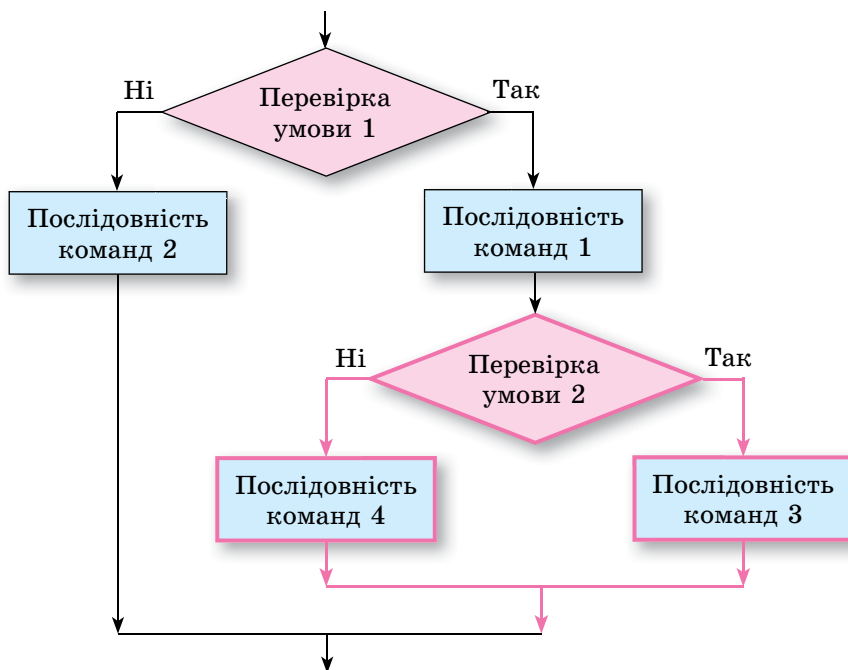 Ні
Перевірка
умови 1
Так
Послідовність
команд 2
Послідовність
команд 1
Ні
Перевірка
умови 2
Так
Послідовність
команд 4
Послідовність
команд 3